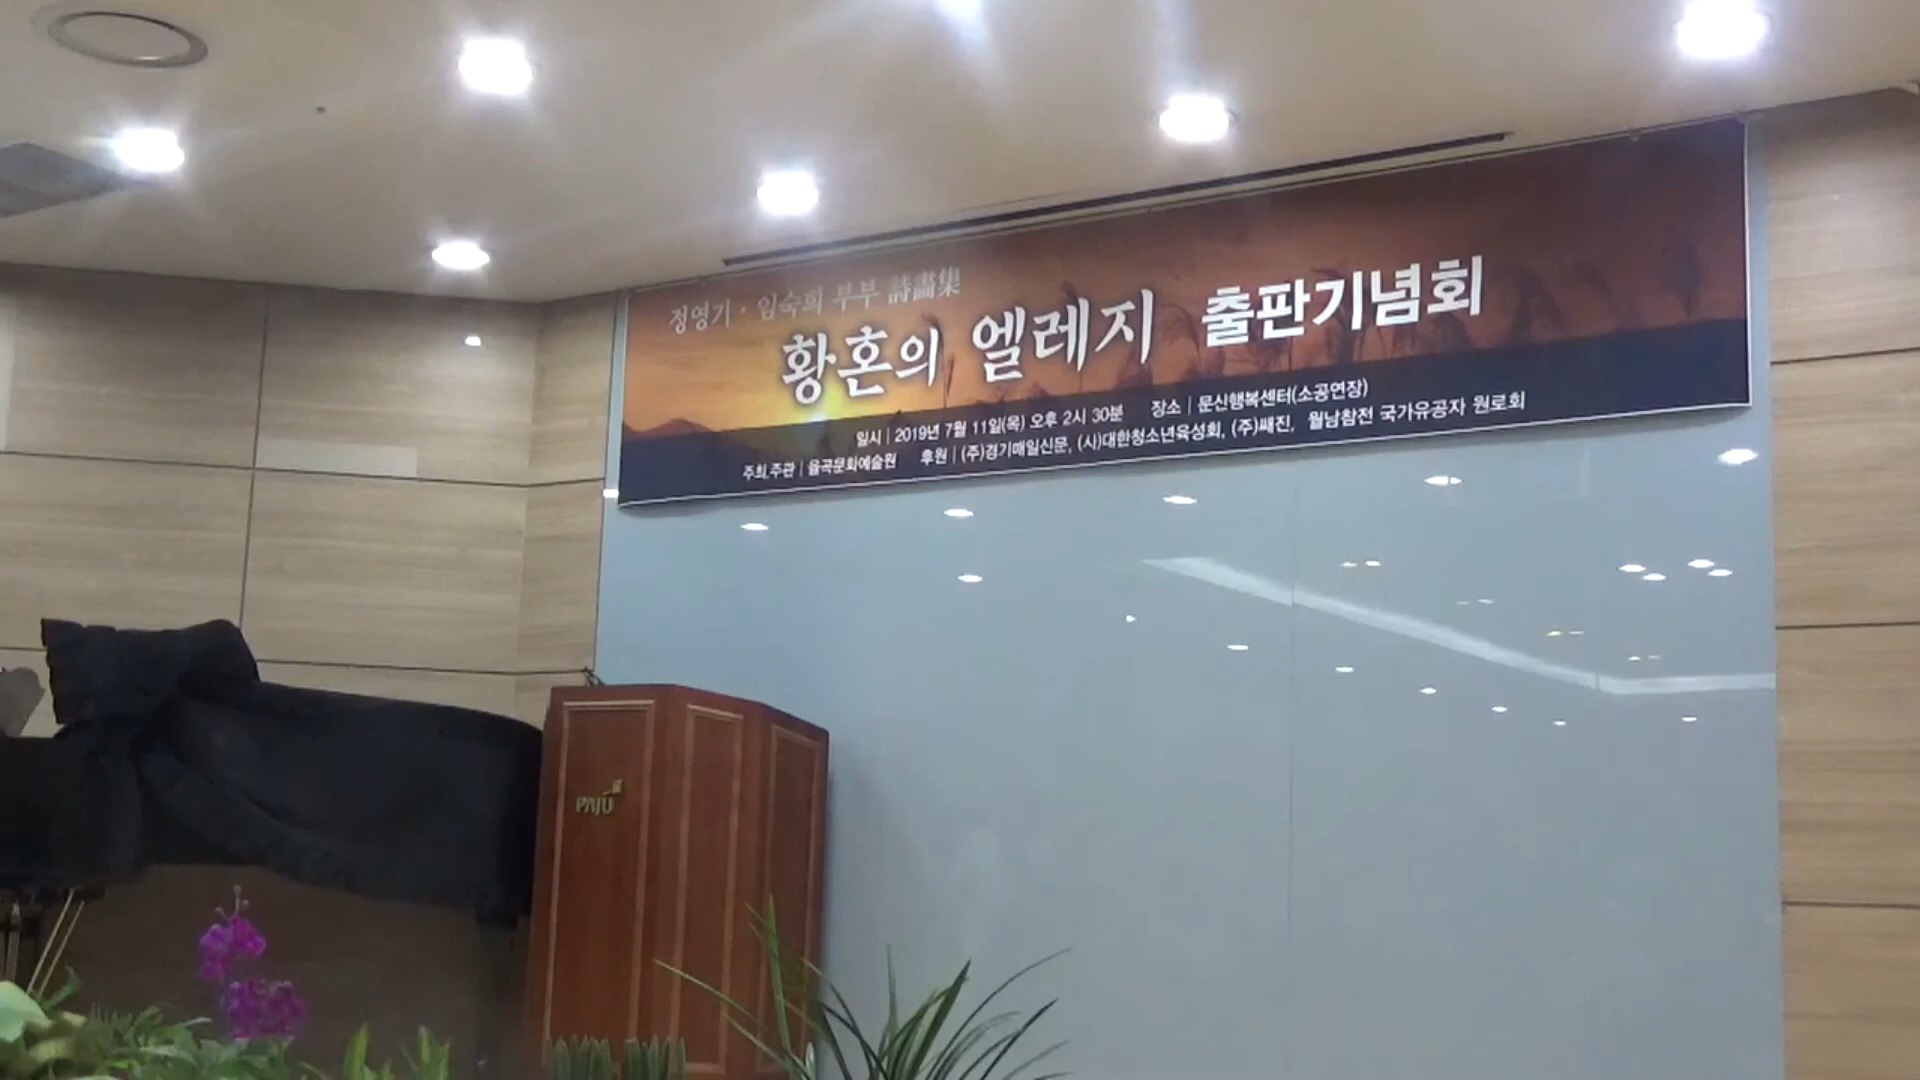 정영기 · 임숙희 부부 詩畵集
황혼의 엘레지 출판기념회
일시 | 2019년 7월 11일(목) 오후 2시 30분 장소 | 문산행복센터(소공연장)
주최.주관 | 율곡문화예술원 후원 | (주)경기매일신문, (사)대한청소년육성회, (주)쌔진, 월남참전 국가유공자 원로회
PAJU